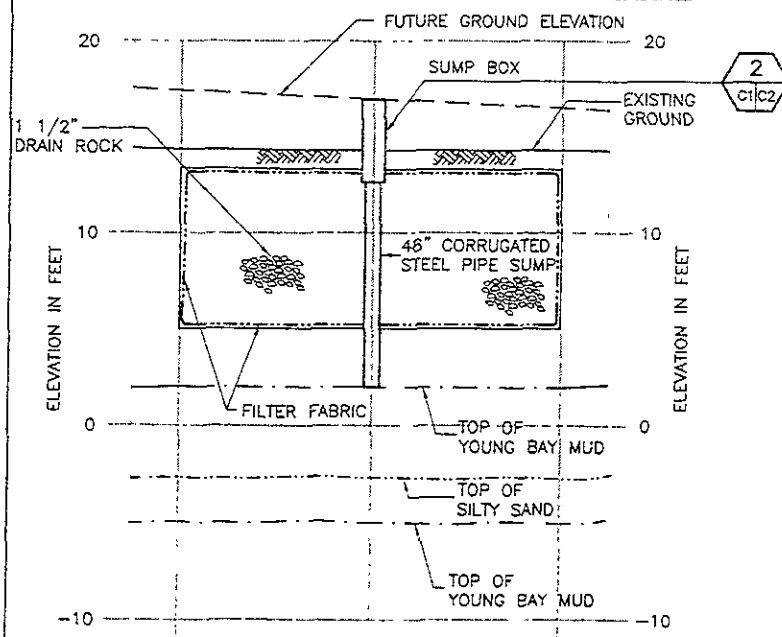 FUTURE GROUND ELEVATION
20
20
SUMP BOX
2
C1 C2
EXISTING
GROUND
1 1/2"
DRAIN ROCK
10
10
48" CORRUGATED
STEEL PIPE SUMP
ELEVATION IN FEET
ELEVATION IN FEET
FILTER FABRIC
0
0
TOP OF
YOUNG BAY MUD
TOP OF
SILTY SAND
TOP OF
YOUNG BAY MUD
-10
-10